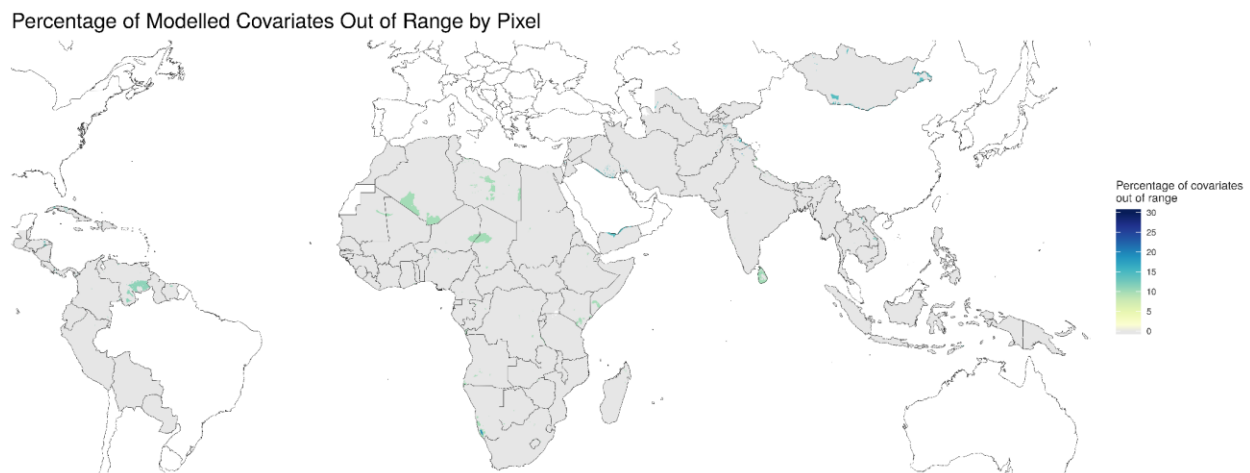 Percentage of Modelled Covariates Out of Range by Pixel
Percentage of covariates
out of range
30
25
20
15
10
5
0